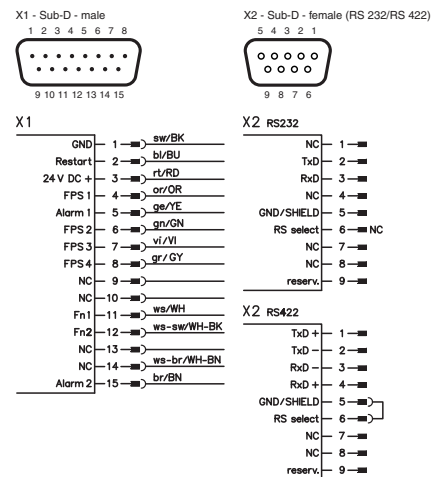 X1 - Sub-D - male
1 2 3 4 5 6 7 8
9 10 11 12 13 14 15
X2 - Sub-D - female (RS 232/RS 422)
5 4 3 2 1
9 8 7 6
X1
GND 1 sw/BK
Restart 2 bl/BU
24 V DC + 3 rt/RD
FPS 1 4 or/OR
Alarm 1 5 ge/YE
FPS 2 6 gn/GN
FPS 3 7 vi/VI
FPS 4 8 gr/GY
NC 9
NC 10
Fn1 11 ws/WH
Fn2 12 ws-sw/WH-BK
NC 13
NC 14 ws-br/WH-BN
Alarm 2 15 br/BN
X2 RS232
NC 1
TxD 2
RxD 3
NC 4
GND/SHIELD 5
RS select 6 NC
NC 7
NC 8
reserv. 9
X2 RS422
TxD + 1
TxD - 2
RxD - 3
RxD + 4
GND/SHIELD 5
RS select 6
NC 7
NC 8
reserv. 9